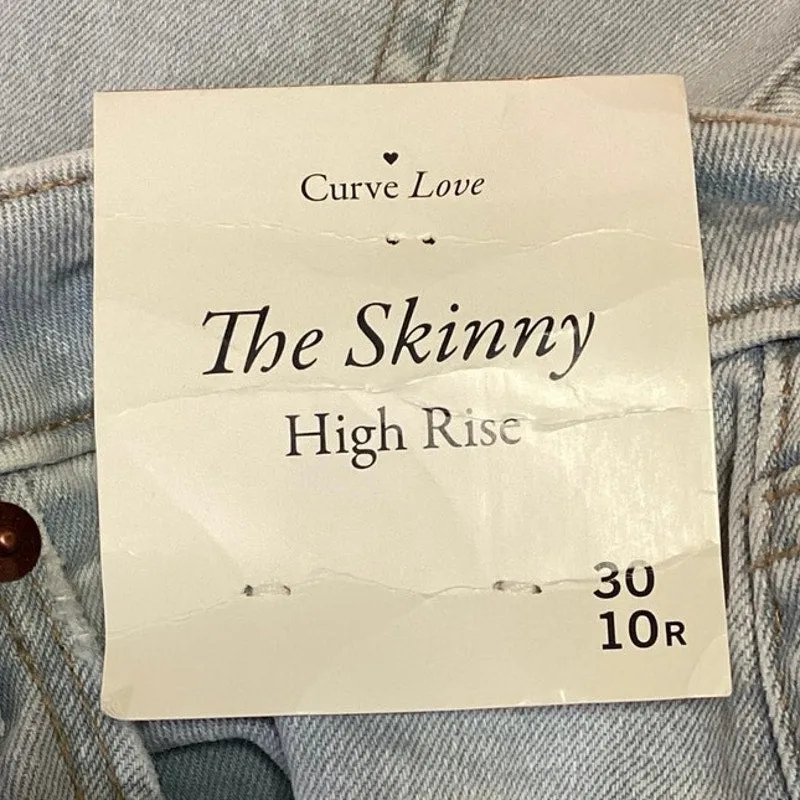 Curve Love
The Skinny
High Rise
30
10R